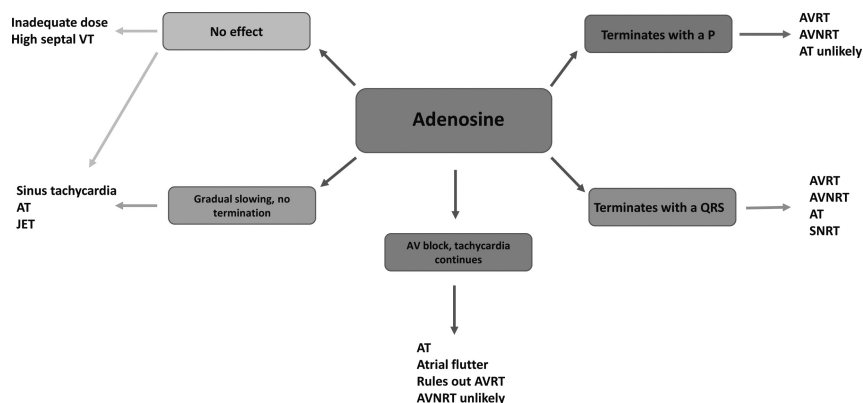 Inadequate dose
High septal VT
No effect
Terminates with a P
AVRT
AVNRT
AT unlikely
Adenosine
Sinus tachycardia
AT
JET
Gradual slowing, no
termination
Terminates with a QRS
AVRT
AVNRT
AT
SNRT
AV block, tachycardia
continues
AT
Atrial flutter
Rules out AVRT
AVNRT unlikely